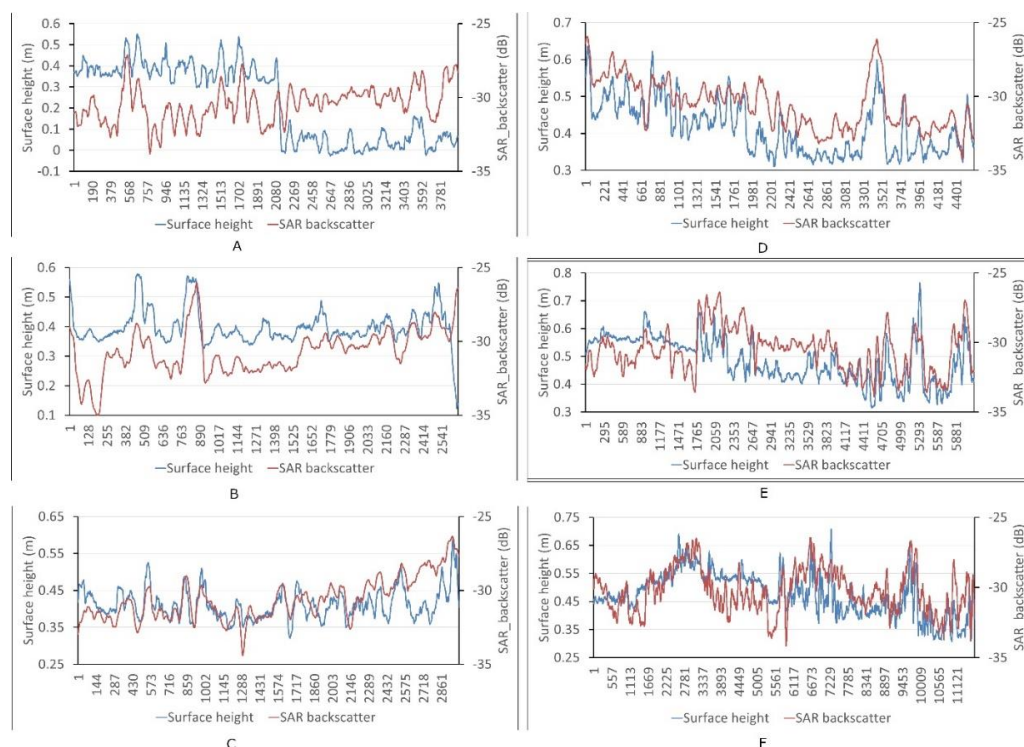 Surface height (m)
0.6
0.5
0.4
0.3
0.2
0.1
0
-0.1
1 190 379 568 757 946 1135 1324 1513 1702 1891 2080 2269 2458 2647 2836 3025 3214 3403 3592 3781
-25
-30
-35
SAR_backscatter (dB)
Surface height SAR backscatter
A
Surface height (m)
0.7
0.6
0.5
0.4
0.3
1 221 441 661 881 1101 1321 1541 1761 1981 2201 2421 2641 2861 3081 3301 3521 3741 3961 4181 4401
-25
-30
-35
SAR_backscatter (dB)
Surface height SAR backscatter
D
Surface height (m)
0.6
0.5
0.4
0.3
0.2
0.1
1 128 255 382 509 636 763 890 1017 1144 1271 1398 1525 1652 1779 1906 2033 2160 2287 2414 2541
-25
-30
-35
SAR_backscatter (dB)
Surface height SAR backscatter
B
Surface height (m)
0.8
0.7
0.6
0.5
0.4
0.3
1 295 589 883 1177 1471 1765 2059 2353 2647 2941 3235 3529 3823 4117 4411 4705 4999 5293 5587 5881
-25
-30
-35
SAR_backscatter (dB)
Surface height SAR backscatter
E
Surface height (m)
0.65
0.55
0.45
0.35
0.25
1 144 287 430 573 716 859 1002 1145 1288 1431 1574 1717 1860 2003 2146 2289 2432 2575 2718 2861
-25
-30
-35
SAR_backscatter (dB)
Surface height SAR backscatter
C
Surface height (m)
0.75
0.65
0.55
0.45
0.35
0.25
1 557 1113 1669 2225 2781 3337 3893 4449 5005 5561 6117 6673 7229 7785 8341 8897 9453 10009 10565 11121
-25
-30
-35
SAR_backscatter (dB)
Surface height SAR backscatter
F